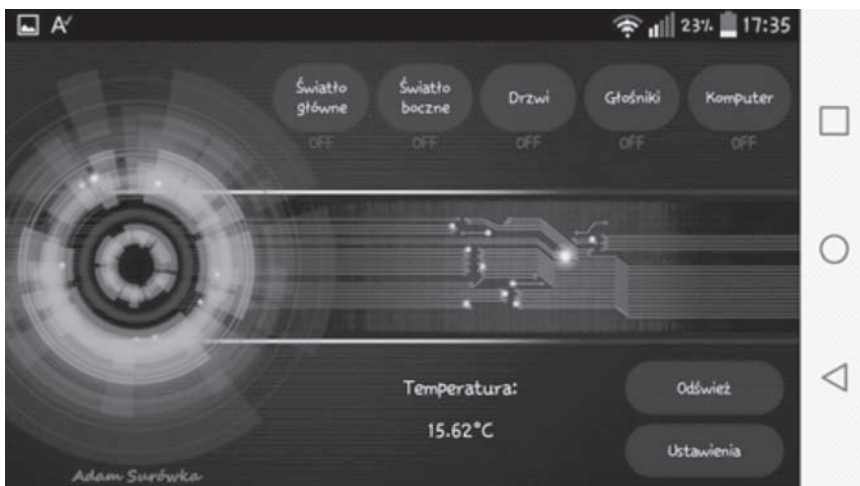 A
23% 17:35
Światło główne
Światło boczne
Drzwi
Głośniki
Komputer
OFF
OFF
OFF
OFF
OFF
Temperatura:
15.62°C
Odśwież
Ustawienia
Adam Surówka